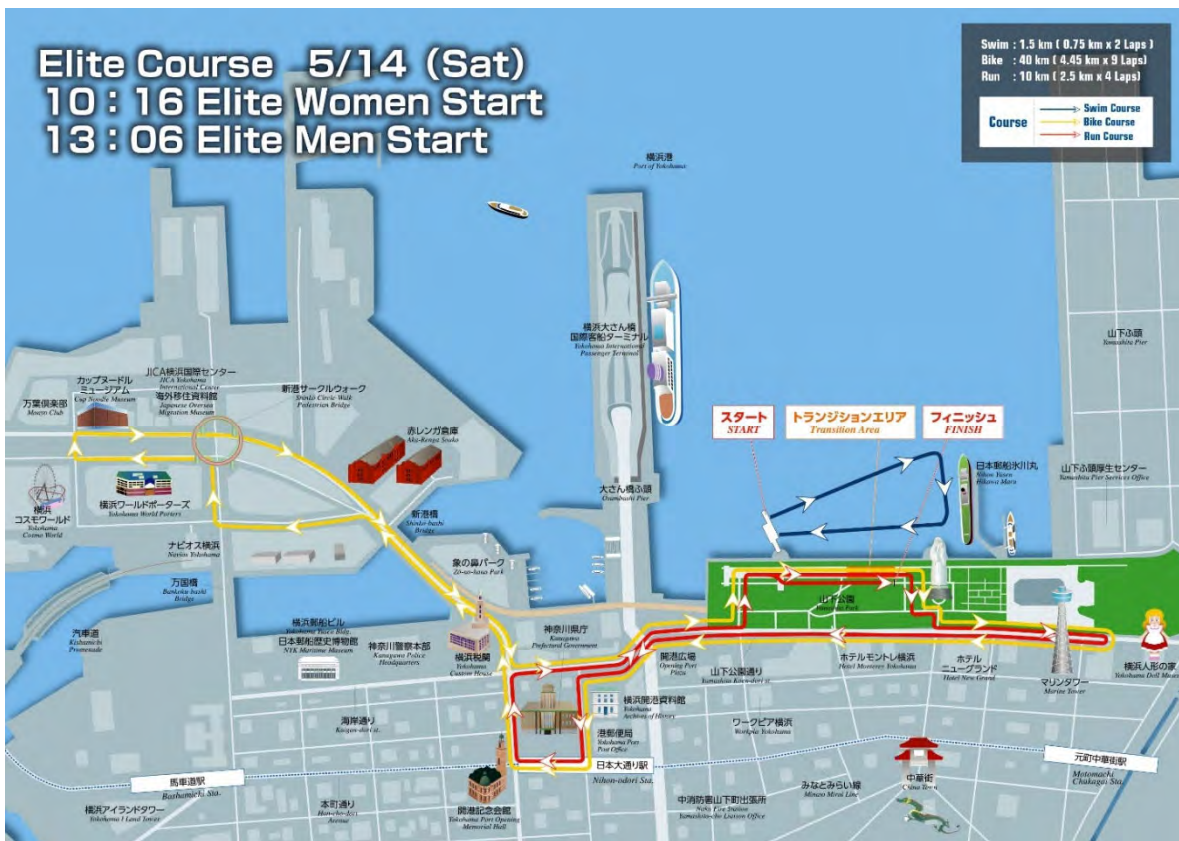 Elite Course 5/14 (Sat)
10:16 Elite Women Start
13:06 Elite Men Start
Swim : 1.5 km ( 0.75 km x 2 Laps )
Bike : 40 km ( 4.45 km x 9 Laps)
Run : 10 km ( 2.5 km x 4 Laps)
Course
Swim Course
Bike Course
Run Course
横浜港
Port of Yokohama
横浜大さん橋
国際客船ターミナル
Yokohama International
Passenger Terminal
山下ふ頭
Yamashita Pier
JICA横浜国際センター
JICA Yokohama
International Center
海外移住資料館
Japanese Overseas
Migration Museum
カップヌードル
ミュージアム
Cup Noodle Museum
万葉倶楽部
新港サークルウォーク
Shinko Circle Walk
Pedestrian Bridge
赤レンガ倉庫
Aka-Renga Souko
スタート
START
トランジションエリア
Transition Area
フィニッシュ
FINISH
日本郵船氷川丸
Nihon Yusen
Hikawa Maru
山下ふ頭厚生センター
Yamashita Pier Services Office
大さん橋ふ頭
Osambashi Pier
横浜
コスモワールド
Yokohama
Cosmo World
横浜ワールドポーターズ
Yokohama World Porters
新港橋
Shinko-bashi
Bridge
ナビオス横浜
Navios Yokohama
象の鼻パーク
Zo-no-hana Park
万国橋
Bankoku bashi
Bridge
山下公園
Yamashita Park
汽車道
Kishamichi
Promenade
横浜郵船ビル
Yokohama Yusen Bldg.
日本郵船歴史博物館
NYK Maritime Museum
神奈川警察本部
Kanagawa Police
Headquarters
横浜税関
Yokohama
Custom House
神奈川県庁
Kanagawa
Prefectural Government
開港広場
Opening Port
Plaza
山下公園通り
Yamashita Koen-dori st.
ホテルモントレ横浜
Hotel Monterey Yokohama
ホテル
ニューグランド
Hotel New Grand
マリンタワー
Marine Tower
横浜人形の家
Yokohama Doll Museum
横浜開港資料館
Yokohama
Archives of History
海岸通り
Kaigan-dori st.
港郵便局
Yokohama Port
Post Office
ワークピア横浜
Workpia Yokohama
日本大通り駅
Nihon-odori Sta.
元町中華街駅
Motomachi
Chukagai Sta.
馬車道駅
Bashamichi Sta.
中華街
China Town
みなとみらい線
Minato Mirai Line
開港記念会館
Yokohama Port Opening
Memorial Hall
本町通り
Hon-cho-dori
Avenue
横浜アイランドタワー
Yokohama I Land Tower
中消防署山下町出張所
Naka Fire Station
Yamashita-cho Liaison Office